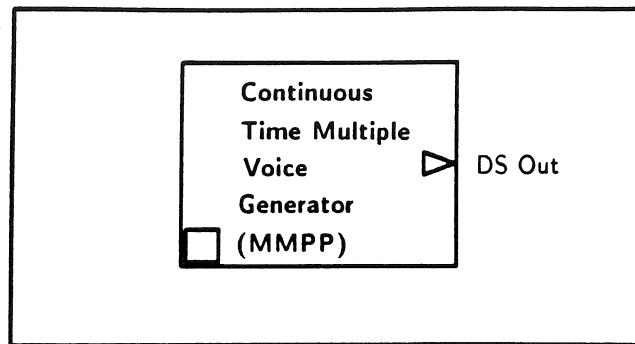 Continuous
Time Multiple
Voice
Generator
(MMPP)
DS Out